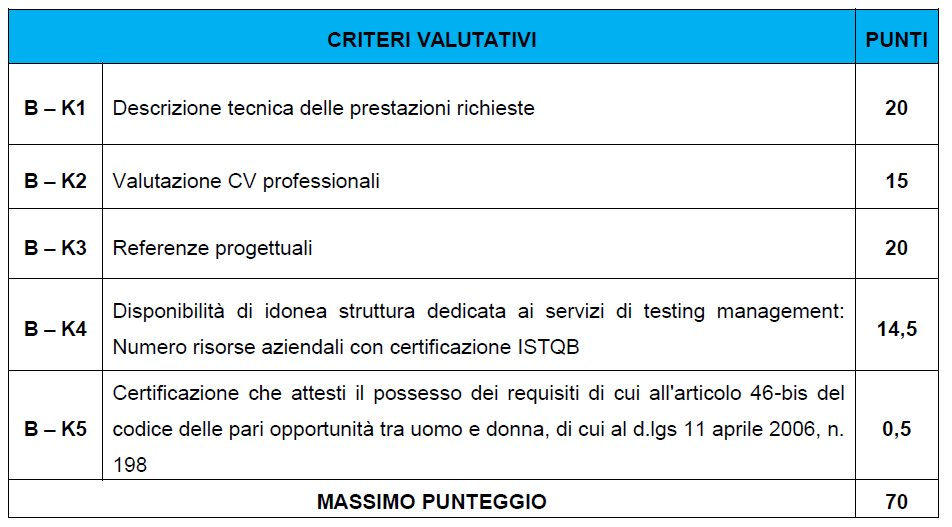 CRITERI VALUTATIVI PUNTI
B – K1 Descrizione tecnica delle prestazioni richieste 20
B – K2 Valutazione CV professionali 15
B – K3 Referenze progettuali 20
Disponibilità di idonea struttura dedicata ai servizi di testing management:
B – K4 14,5
Numero risorse aziendali con certificazione ISTQB
Certificazione che attesti il possesso dei requisiti di cui all'articolo 46-bis del
B – K5 codice delle pari opportunità tra uomo e donna, di cui al d.lgs 11 aprile 2006, n. 0,5
198
MASSIMO PUNTEGGIO 70